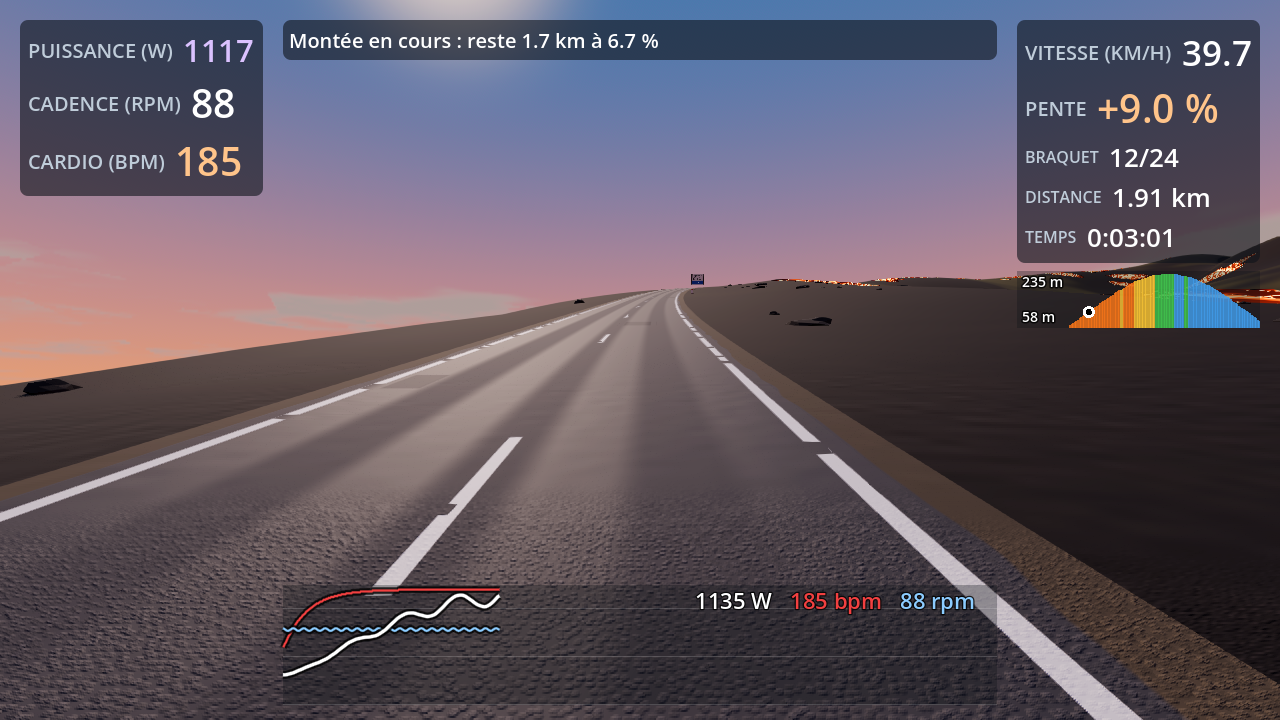 PUISSANCE (W) 1117
CADENCE (RPM) 88
CARDIO (BPM) 185
Montée en cours : reste 1.7 km à 6.7 %
VITESSE (KM/H) 39.7
PENTE +9.0 %
BRAQUET 12/24
DISTANCE 1.91 km
TEMPS 0:03:01
235 m
58 m
1135 W 185 bpm 88 rpm